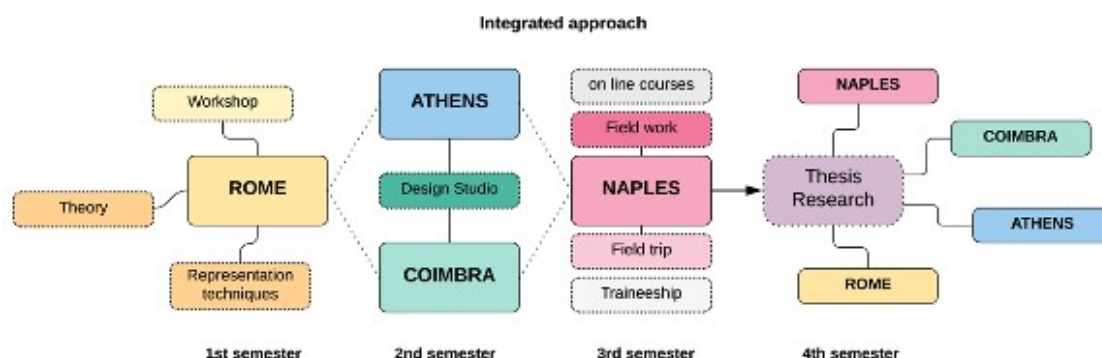 Integrated approach
Workshop
ROME
Theory
Representation
techniques
ATHENS
Design Studio
COIMBRA
on line courses
Field work
NAPLES
Field trip
Traineeship
NAPLES
COIMBRA
Thesis
Research
ATHENS
ROME
1st semester
2nd semester
3rd semester
4th semester